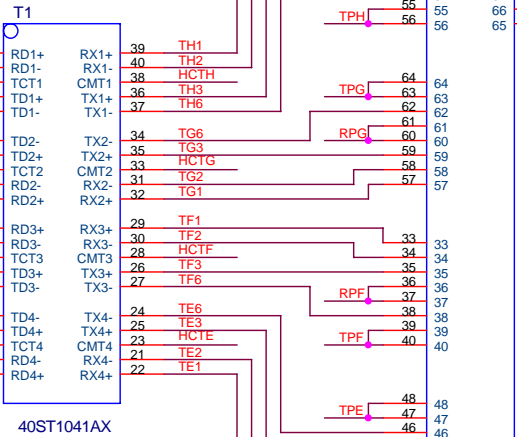 T1
RD1+ RX1+ 39 TH1
RD1- RX1- 40 TH2
TCT1 CMT1 38 HCTH
TD1+ TX1+ 36 TH3
TD1- TX1- 37 TH6
TD2- TX2- 34 TG6
TD2+ TX2+ 35 TG3
TCT2 CMT2 33 HCTG
RD2- RX2- 31 TG2
RD2+ RX2+ 32 TG1
RD3+ RX3+ 29 TF1
RD3- RX3- 30 TF2
TCT3 CMT3 28 HCTF
TD3+ TX3+ 26 TF3
TD3- TX3- 27 TF6
TD4- TX4- 24 TE6
TD4+ TX4+ 25 TE3
TCT4 CMT4 23 HCTE
RD4- RX4- 21 TE2
RD4+ RX4+ 22 TE1
40ST1041AX
55 55
TPH 56 56
64 64
TPG 63 63
62 62
61 61
RPG 60 60
59 59
58 58
57 57
33 33
34 34
35 35
36 36
RPF 37 37
38 38
39 39
TPF 40 40
48 48
TPE 47 47
46 46
66
65